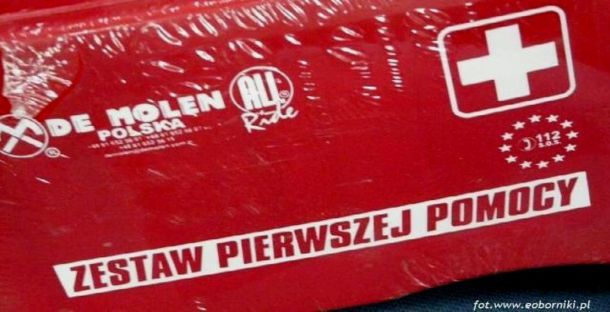 DE MOLEN
POLSKA
ALL
Ride
112
S.O.S
ZESTAW PIERWSZEJ POMOCY
fot.www.eoborniki.pl